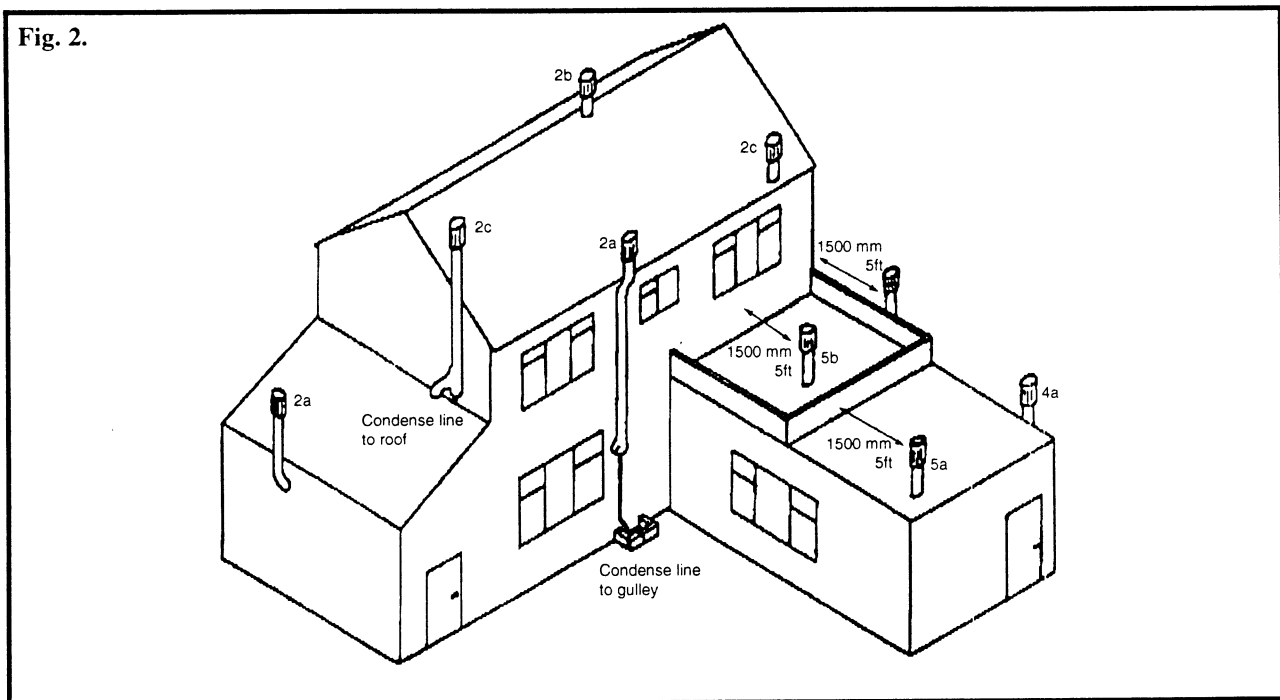 Fig. 2.
2b
2c
2c
2a
1500 mm
5ft
1500 mm
5ft
5b
2a
Condense line
to roof
4a
1500 mm
5ft
5a
Condense line
to gulley